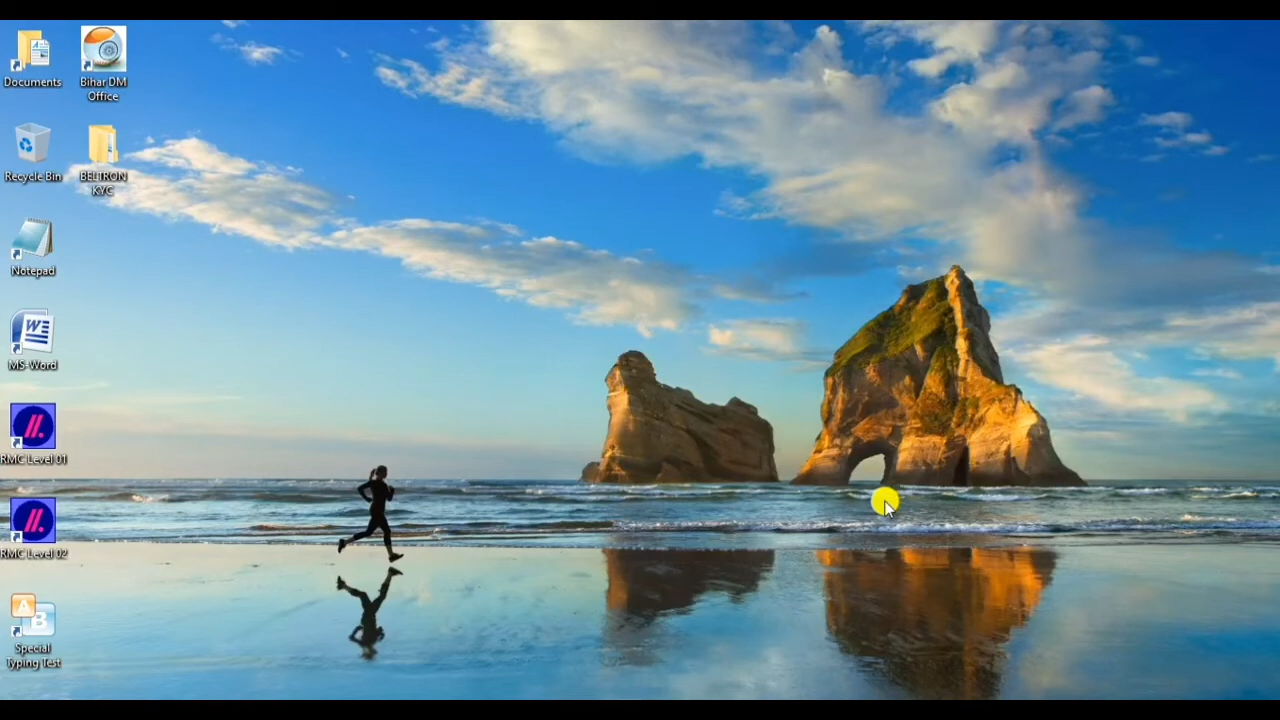 Documents
Bihar DM
Office
Recycle Bin
BELTRON
KYC
Notepad
MS-Word
RMC Level 01
RMC Level 02
A
B
Special
Typing Test